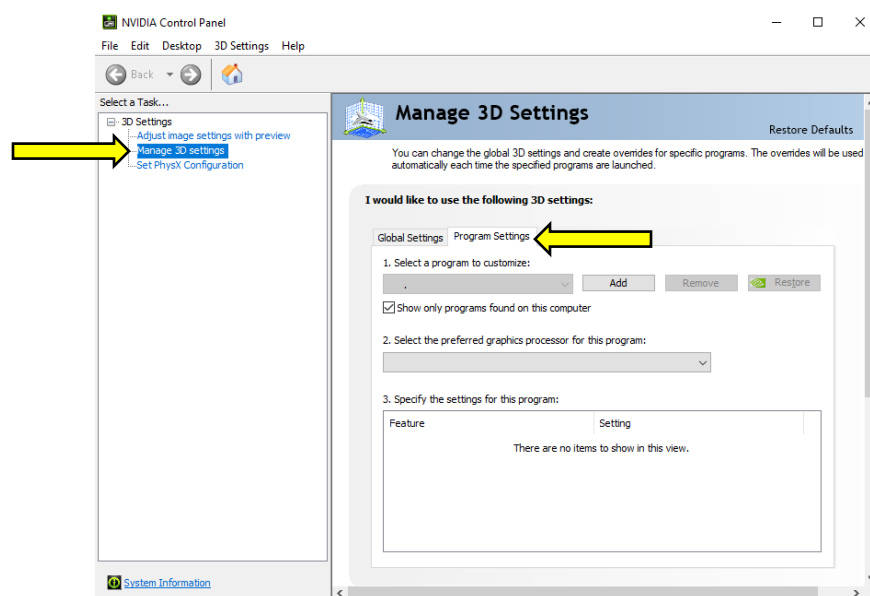 NVIDIA Control Panel
File Edit Desktop 3D Settings Help
Back
Select a Task...
3D Settings
Adjust image settings with preview
Manage 3D settings
Set PhysX Configuration
Manage 3D Settings
Restore Defaults
You can change the global 3D settings and create overrides for specific programs. The overrides will be used
automatically each time the specified programs are launched.
I would like to use the following 3D settings:
Global Settings Program Settings
1. Select a program to customize:
, Add Remove Restore
Show only programs found on this computer
2. Select the preferred graphics processor for this program:
3. Specify the settings for this program:
Feature Setting
There are no items to show in this view.
System Information